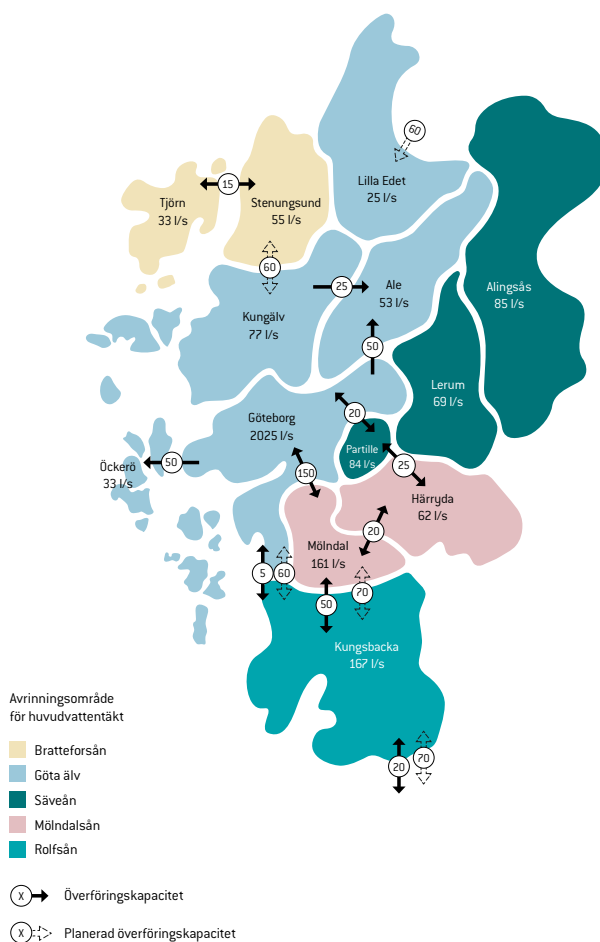 60
Lilla Edet
25 l/s
15
Tjörn
33 l/s
Stenungsund
55 l/s
60
25
Ale
53 l/s
Alingsås
85 l/s
Kungälv
77 l/s
50
Lerum
69 l/s
Göteborg
2025 l/s
20
Partille
84 l/s
Öckerö
33 l/s
50
150
25
Härryda
62 l/s
20
Mölndal
161 l/s
5
60
50
70
Kungsbacka
167 l/s
20
70
Avrinningsområde
för huvudvattentäkt
Bratteforsån
Göta älv
Säveån
Mölndalsån
Rolfsån
X
Överföringskapacitet
X
Planerad överföringskapacitet